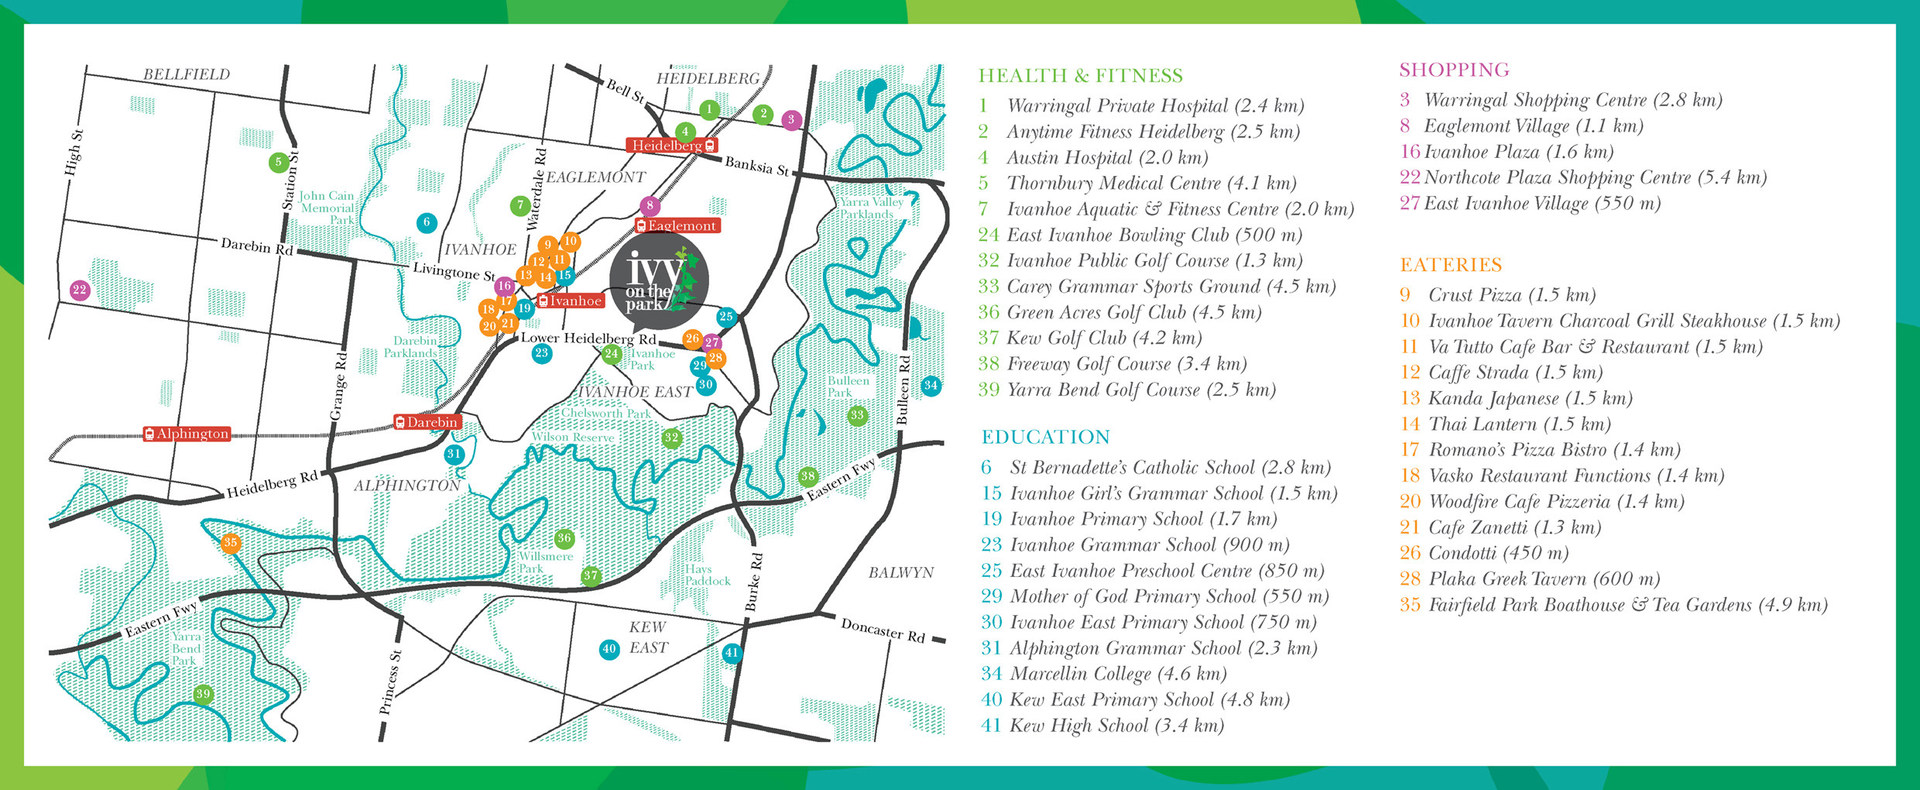 BELLFIELD
HEIDELBERG
Bell St
1
2
3
4
Heidelberg
High St
5
Station St
Banksia St
John Cain
Memorial
Park
Waterdale Rd
EAGLEMONT
7
8
Yarra Valley
Parklands
6
Eaglemont
Darebin Rd
IVANHOE
9
10
11
12
Livingtone St
13
14
15
ivy
on the
park
22
16
17
Ivanhoe
18
19
20
21
25
Lower Heidelberg Rd
26
27
28
Darebin
Parklands
23
24
Ivanhoe
Park
29
30
IVANHOE EAST
Grange Rd
Bulleen
Park
Bulleen Rd
34
33
Chelsworth Park
Darebin
Alphington
Wilson Reserve
32
31
Heidelberg Rd
ALPHINGTON
38
Eastern Fwy
35
36
Willsmere
Park
37
Hays
Paddock
Burke Rd
BALWYN
Eastern Fwy
Yarra
Bend
Park
39
Princess St
KEW
EAST
40
41
Doncaster Rd
HEALTH & FITNESS
1 Warringal Private Hospital (2.4 km)
2 Anytime Fitness Heidelberg (2.5 km)
4 Austin Hospital (2.0 km)
5 Thornbury Medical Centre (4.1 km)
7 Ivanhoe Aquatic & Fitness Centre (2.0 km)
24 East Ivanhoe Bowling Club (500 m)
32 Ivanhoe Public Golf Course (1.3 km)
33 Carey Grammar Sports Ground (4.5 km)
36 Green Acres Golf Club (4.5 km)
37 Kew Golf Club (4.2 km)
38 Freeway Golf Course (3.4 km)
39 Yarra Bend Golf Course (2.5 km)
EDUCATION
6 St Bernadette's Catholic School (2.8 km)
15 Ivanhoe Girl's Grammar School (1.5 km)
19 Ivanhoe Primary School (1.7 km)
23 Ivanhoe Grammar School (900 m)
25 East Ivanhoe Preschool Centre (850 m)
29 Mother of God Primary School (550 m)
30 Ivanhoe East Primary School (750 m)
31 Alphington Grammar School (2.3 km)
34 Marcellin College (4.6 km)
40 Kew East Primary School (4.8 km)
41 Kew High School (3.4 km)
SHOPPING
3 Warringal Shopping Centre (2.8 km)
8 Eaglemont Village (1.1 km)
16 Ivanhoe Plaza (1.6 km)
22 Northcote Plaza Shopping Centre (5.4 km)
27 East Ivanhoe Village (550 m)
EATERIES
9 Crust Pizza (1.5 km)
10 Ivanhoe Tavern Charcoal Grill Steakhouse (1.5 km)
11 Va Tutto Cafe Bar & Restaurant (1.5 km)
12 Caffe Strada (1.5 km)
13 Kanda Japanese (1.5 km)
14 Thai Lantern (1.5 km)
17 Romano's Pizza Bistro (1.4 km)
18 Vasko Restaurant Functions (1.4 km)
20 Woodfire Cafe Pizzeria (1.4 km)
21 Cafe Zanetti (1.3 km)
26 Condotti (450 m)
28 Plaka Greek Tavern (600 m)
35 Fairfield Park Boathouse & Tea Gardens (4.9 km)